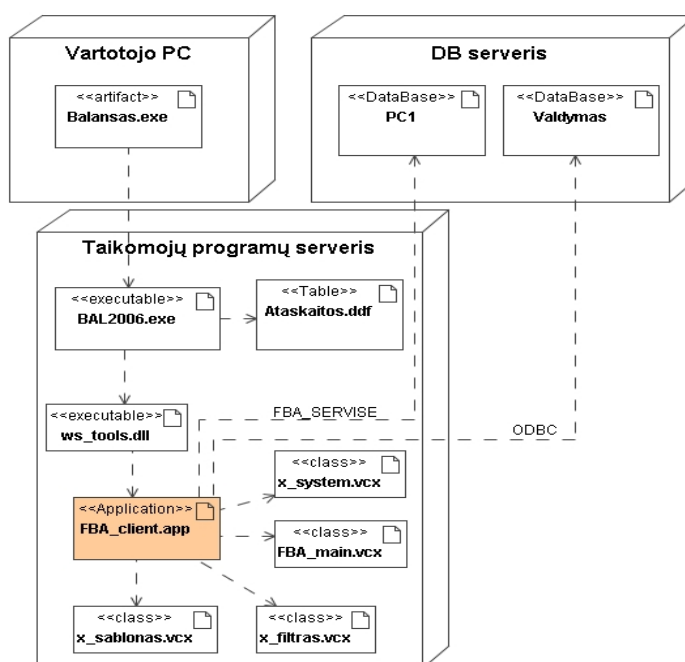 Vartotojo PC
<<artifact>>
Balansas.exe
DB serveris
<<DataBase>>
PC1
<<DataBase>>
Valdymas
Taikomojų programų serveris
<<executable>>
BAL2006.exe
<<Table>>
Ataskaitos.ddf
<<executable>>
ws_tools.dll
FBA_SERVISE
ODBC
<<class>>
x_system.vcx
<<Application>>
FBA_client.app
<<class>>
FBA_main.vcx
<<class>>
x_sablonas.vcx
<<class>>
x_filtras.vcx